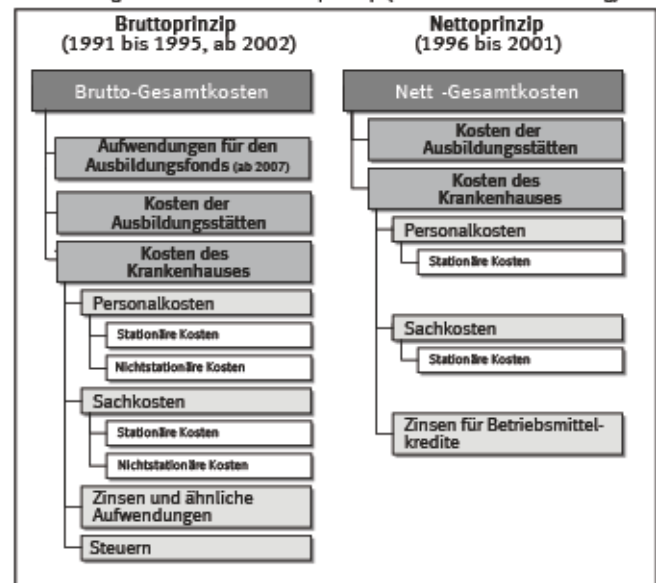 Bruttoprinzip
(1991 bis 1995, ab 2002)
Brutto-Gesamtkosten
Aufwendungen für den
Ausbildungsfonds (ab 2007)
Kosten der
Ausbildungsstätten
Kosten des
Krankenhauses
Personalkosten
Stationäre Kosten
Nichtstationäre Kosten
Sachkosten
Stationäre Kosten
Nichtstationäre Kosten
Zinsen und ähnliche
Aufwendungen
Steuern
Nettoprinzip
(1996 bis 2001)
Nett -Gesamtkosten
Kosten der
Ausbildungsstätten
Kosten des
Krankenhauses
Personalkosten
Stationäre Kosten
Sachkosten
Stationäre Kosten
Zinsen für Betriebsmittel-
kredite